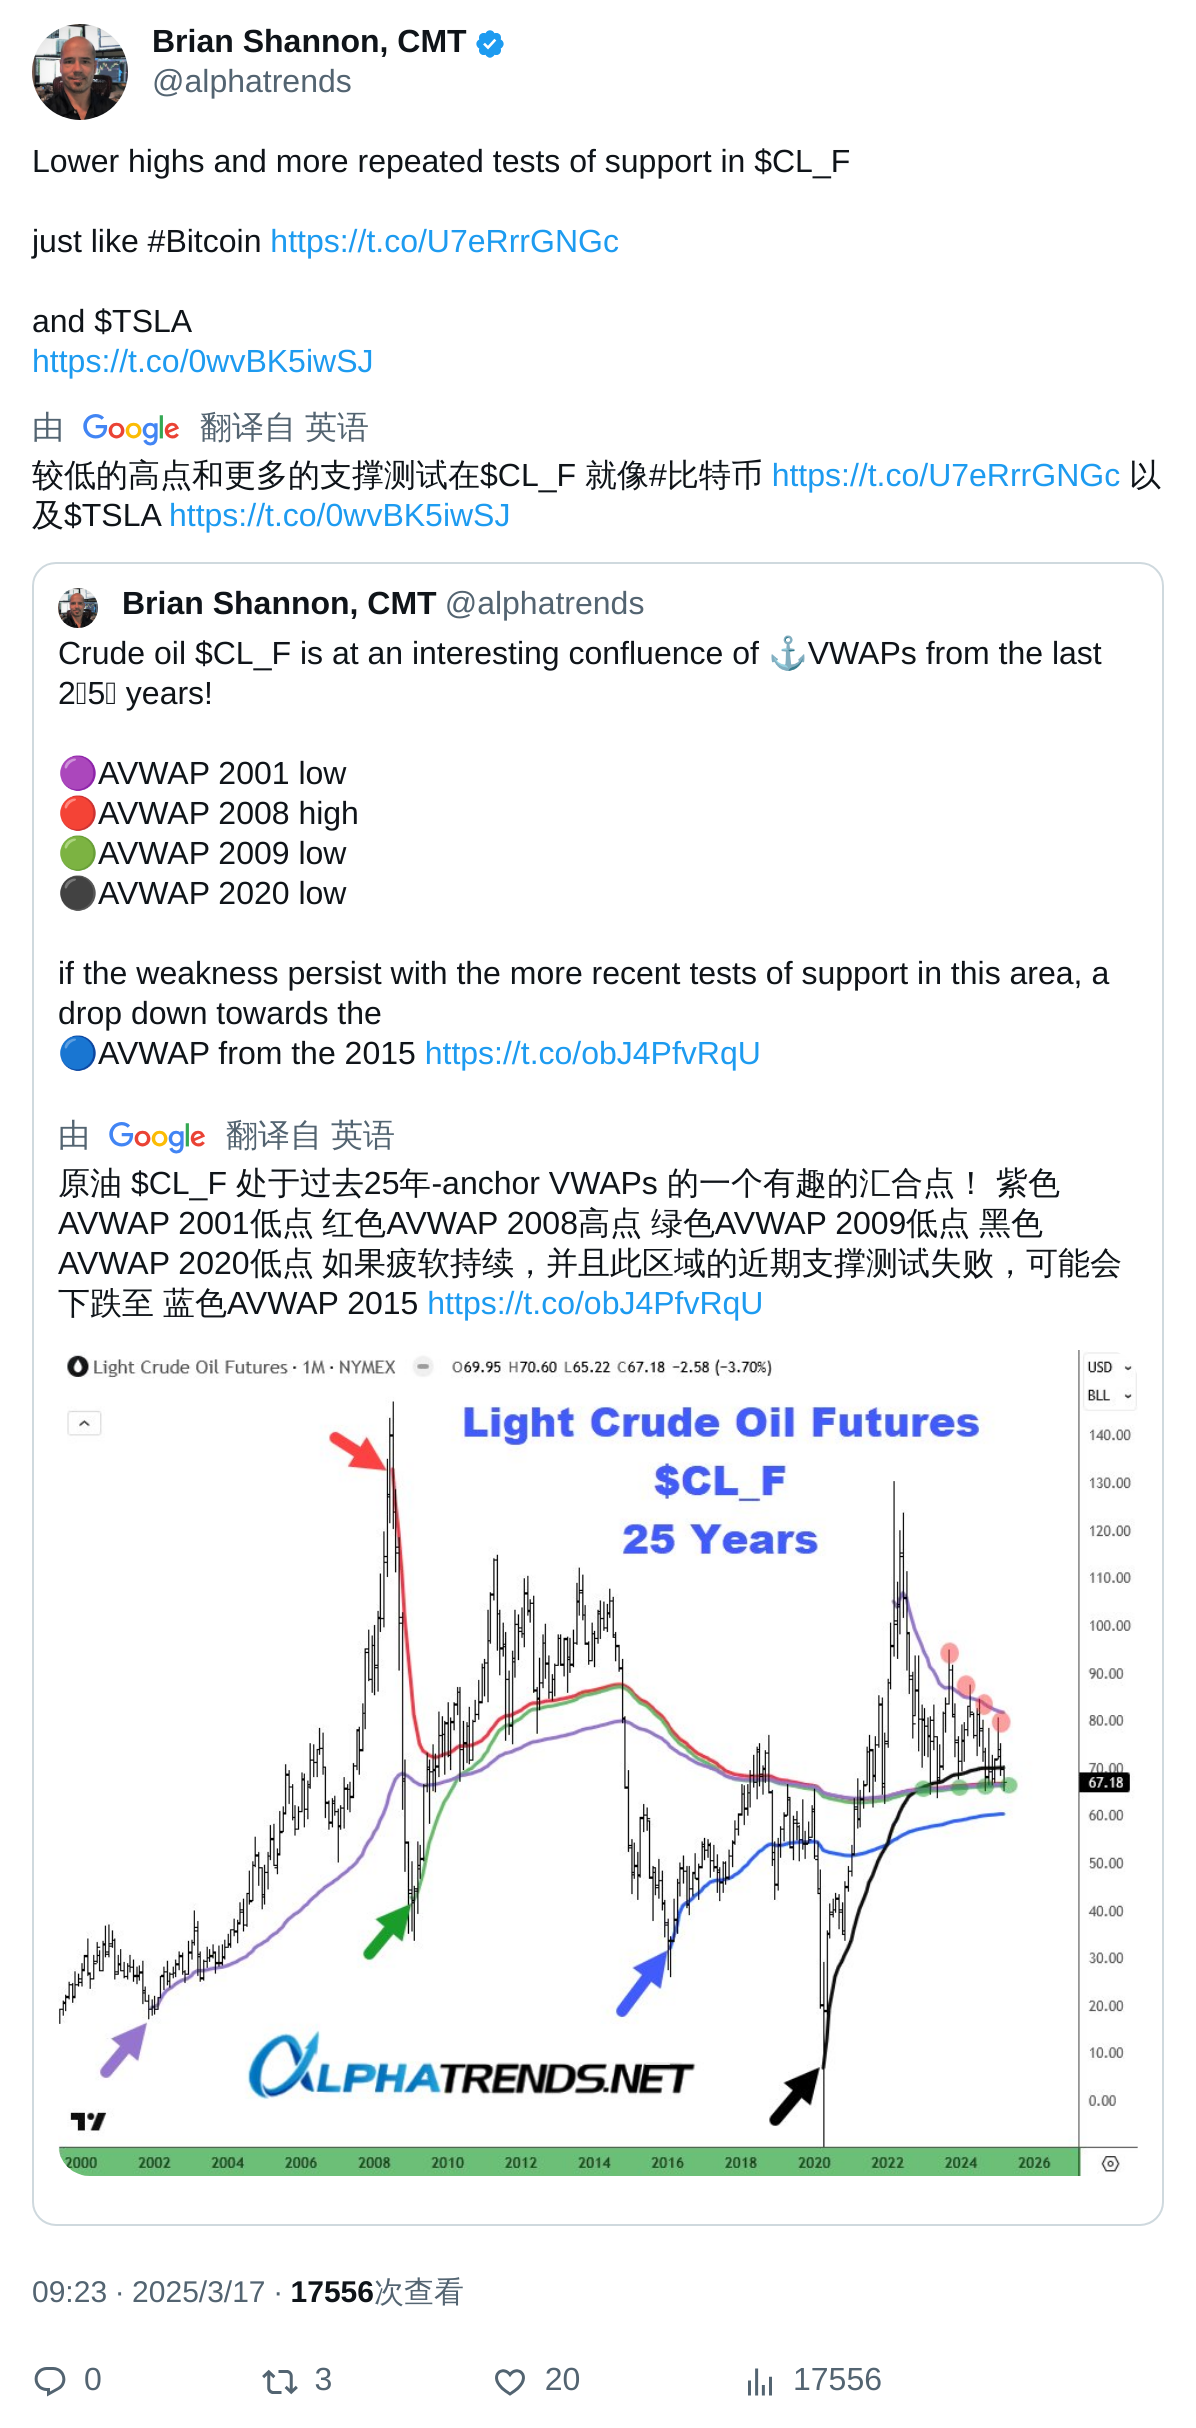 Brian Shannon, CMT
@alphatrends
Lower highs and more repeated tests of support in $CL_F
just like #Bitcoin https://t.co/U7eRrrGNGc
and $TSLA
https://t.co/0wvBK5iwSJ
由 Google 翻译自 英语
较低的高点和更多的支撑测试在$CL_F 就像#比特币 https://t.co/U7eRrrGNGc 以
及$TSLA https://t.co/0wvBK5iwSJ
Brian Shannon, CMT @alphatrends
Crude oil $CL_F is at an interesting confluence of ⚓VWAPs from the last
2▯5▯ years!
🟣AVWAP 2001 low
🔴AVWAP 2008 high
🟢AVWAP 2009 low
⚫AVWAP 2020 low
if the weakness persist with the more recent tests of support in this area, a
drop down towards the
🔵AVWAP from the 2015 https://t.co/obJ4PfvRqU
由 Google 翻译自 英语
原油 $CL_F 处于过去25年-anchor VWAPs 的一个有趣的汇合点！ 紫色
AVWAP 2001低点 红色AVWAP 2008高点 绿色AVWAP 2009低点 黑色
AVWAP 2020低点 如果疲软持续，并且此区域的近期支撑测试失败，可能会
下跌至 蓝色AVWAP 2015 https://t.co/obJ4PfvRqU
Light Crude Oil Futures · 1M · NYMEX O69.95 H70.60 L65.22 C67.18 −2.58 (−3.70%)
USD
BLL
Light Crude Oil Futures
$CL_F
25 Years
140.00
130.00
120.00
110.00
100.00
90.00
80.00
70.00
67.18
60.00
50.00
40.00
30.00
20.00
10.00
0.00
ALPHATRENDS.NET
2000 2002 2004 2006 2008 2010 2012 2014 2016 2018 2020 2022 2024 2026
09:23 · 2025/3/17 · 17556次查看
0 3 20 17556